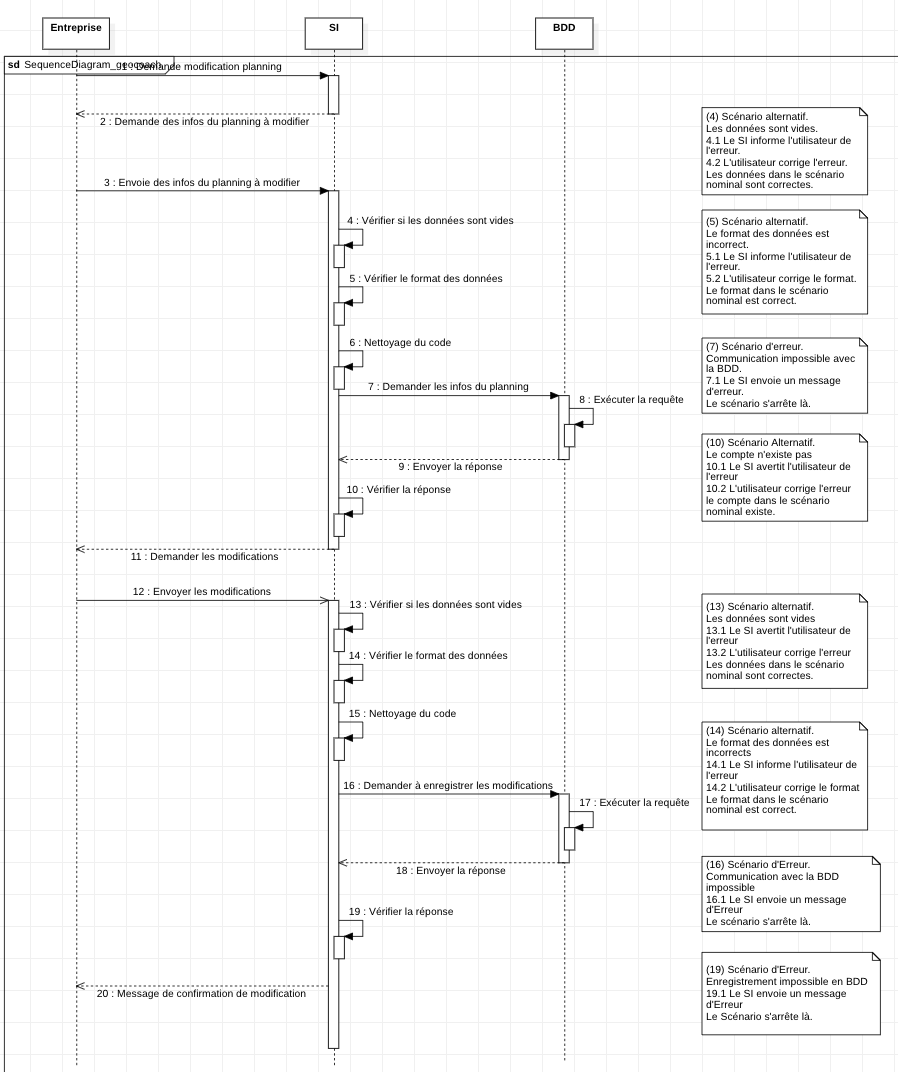 Entreprise
SI
BDD
sd SequenceDiagram_geocoach
1 : Demande modification planning
2 : Demande des infos du planning à modifier
3 : Envoie des infos du planning à modifier
4 : Vérifier si les données sont vides
5 : Vérifier le format des données
6 : Nettoyage du code
7 : Demander les infos du planning
8 : Exécuter la requête
9 : Envoyer la réponse
10 : Vérifier la réponse
11 : Demander les modifications
12 : Envoyer les modifications
13 : Vérifier si les données sont vides
14 : Vérifier le format des données
15 : Nettoyage du code
16 : Demander à enregistrer les modifications
17 : Exécuter la requête
18 : Envoyer la réponse
19 : Vérifier la réponse
20 : Message de confirmation de modification
(4) Scénario alternatif.
Les données sont vides.
4.1 Le SI informe l'utilisateur de
l'erreur.
4.2 L'utilisateur corrige l'erreur.
Les données dans le scénario
nominal sont correctes.
(5) Scénario alternatif.
Le format des données est
incorrect.
5.1 Le SI informe l'utilisateur de
l'erreur.
5.2 L'utilisateur corrige le format.
Le format dans le scénario
nominal est correct.
(7) Scénario d'erreur.
Communication impossible avec
la BDD.
7.1 Le SI envoie un message
d'erreur.
Le scénario s'arrête là.
(10) Scénario Alternatif.
Le compte n'existe pas
10.1 Le SI avertit l'utilisateur de
l'erreur
10.2 L'utilisateur corrige l'erreur
le compte dans le scénario
nominal existe.
(13) Scénario alternatif.
Les données sont vides
13.1 Le SI avertit l'utilisateur de
l'erreur
13.2 L'utilisateur corrige l'erreur
Les données dans le scénario
nominal sont correctes.
(14) Scénario alternatif.
Le format des données est
incorrects
14.1 Le SI informe l'utilisateur de
l'erreur
14.2 L'utilisateur corrige le format
Le format dans le scénario
nominal est correct.
(16) Scénario d'Erreur.
Communication avec la BDD
impossible
16.1 Le SI envoie un message
d'Erreur
Le scénario s'arrête là.
(19) Scénario d'Erreur.
Enregistrement impossible en BDD
19.1 Le SI envoie un message
d'Erreur
Le Scénario s'arrête là.